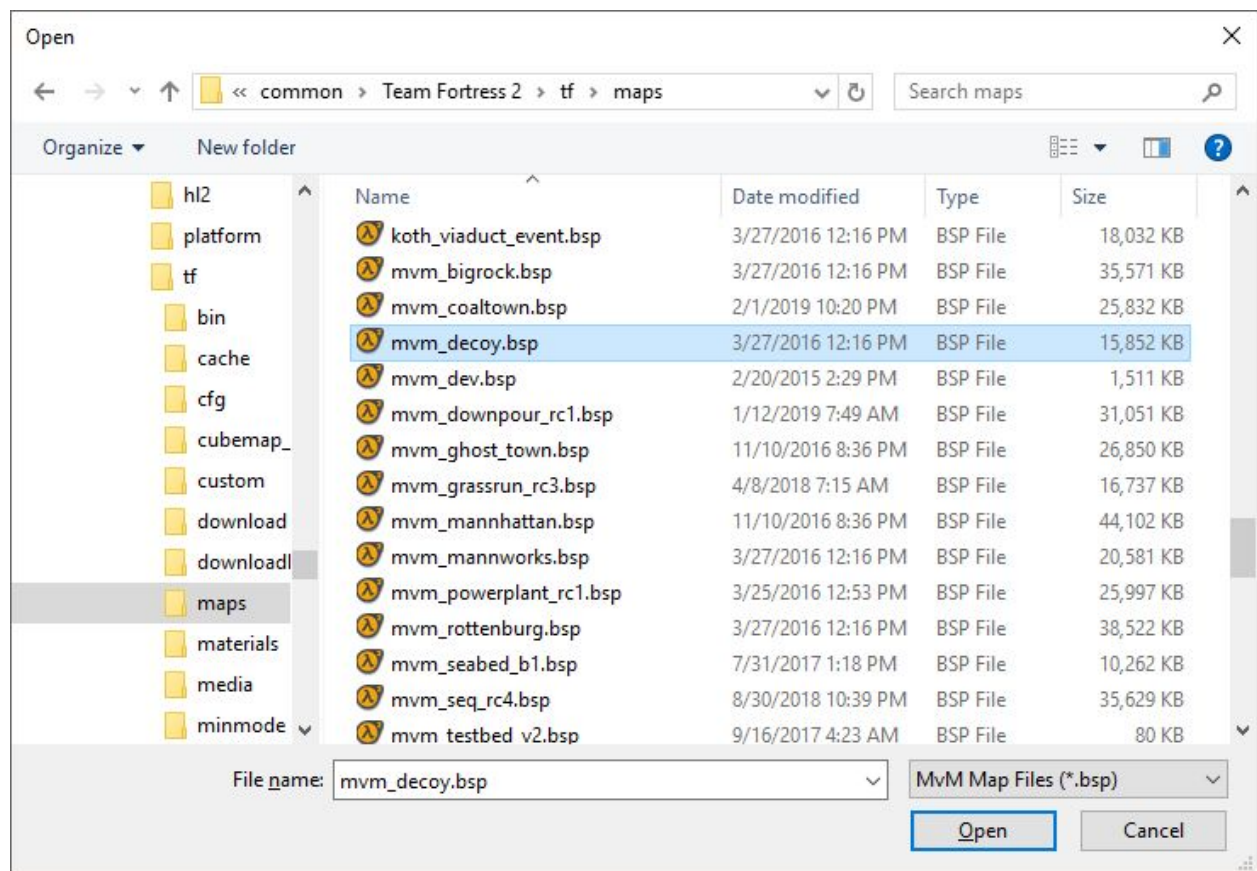 Open
« common > Team Fortress 2 > tf > maps
Search maps
Organize
New folder
hl2
platform
tf
bin
cache
cfg
cubemap_
custom
download
downloadl
maps
materials
media
minmode
Name Date modified Type Size
koth_viaduct_event.bsp 3/27/2016 12:16 PM BSP File 18,032 KB
mvm_bigrock.bsp 3/27/2016 12:16 PM BSP File 35,571 KB
mvm_coaltown.bsp 2/1/2019 10:20 PM BSP File 25,832 KB
mvm_decoy.bsp 3/27/2016 12:16 PM BSP File 15,852 KB
mvm_dev.bsp 2/20/2015 2:29 PM BSP File 1,511 KB
mvm_downpour_rc1.bsp 1/12/2019 7:49 AM BSP File 31,051 KB
mvm_ghost_town.bsp 11/10/2016 8:36 PM BSP File 26,850 KB
mvm_grassrun_rc3.bsp 4/8/2018 7:15 AM BSP File 16,737 KB
mvm_mannhattan.bsp 11/10/2016 8:36 PM BSP File 44,102 KB
mvm_mannworks.bsp 3/27/2016 12:16 PM BSP File 20,581 KB
mvm_powerplant_rc1.bsp 3/25/2016 12:53 PM BSP File 25,997 KB
mvm_rottenburg.bsp 3/27/2016 12:16 PM BSP File 38,522 KB
mvm_seabed_b1.bsp 7/31/2017 1:18 PM BSP File 10,262 KB
mvm_seq_rc4.bsp 8/30/2018 10:39 PM BSP File 35,629 KB
mvm_testbed_v2.bsp 9/16/2017 4:23 AM BSP File 80 KB
File name: mvm_decoy.bsp
MvM Map Files (*.bsp)
Open
Cancel